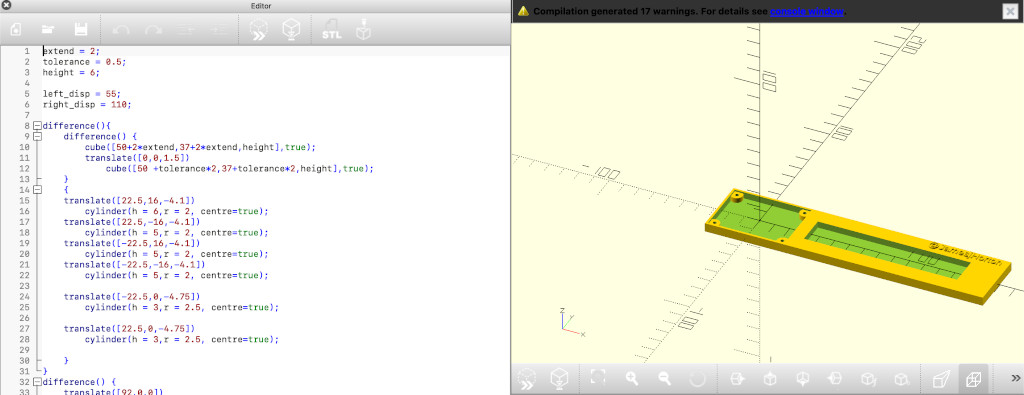 Editor
STL
1 extend = 2;
2 tolerance = 0.5;
3 height = 6;
4
5 left_disp = 55;
6 right_disp = 110;
7
8 difference(){
9 difference() {
10 cube([50+2*extend,37+2*extend,height],true);
11 translate([0,0,1.5])
12 cube([50 +tolerance*2,37+tolerance*2,height],true);
13 }
14 {
15 translate([22.5,16,-4.1])
16 cylinder(h = 6,r = 2, centre=true);
17 translate([22.5,-16,-4.1])
18 cylinder(h = 5,r = 2, centre=true);
19 translate([-22.5,16,-4.1])
20 cylinder(h = 5,r = 2, centre=true);
21 translate([-22.5,-16,-4.1])
22 cylinder(h = 5,r = 2, centre=true);
23
24 translate([-22.5,0,-4.75])
25 cylinder(h = 3,r = 2.5, centre=true);
26
27 translate([22.5,0,-4.75])
28 cylinder(h = 3,r = 2.5, centre=true);
29
30 }
31 }
32 difference() {
33 translate([92,0,0])
Compilation generated 17 warnings. For details see console window.
100
100
100
Z
Y
X